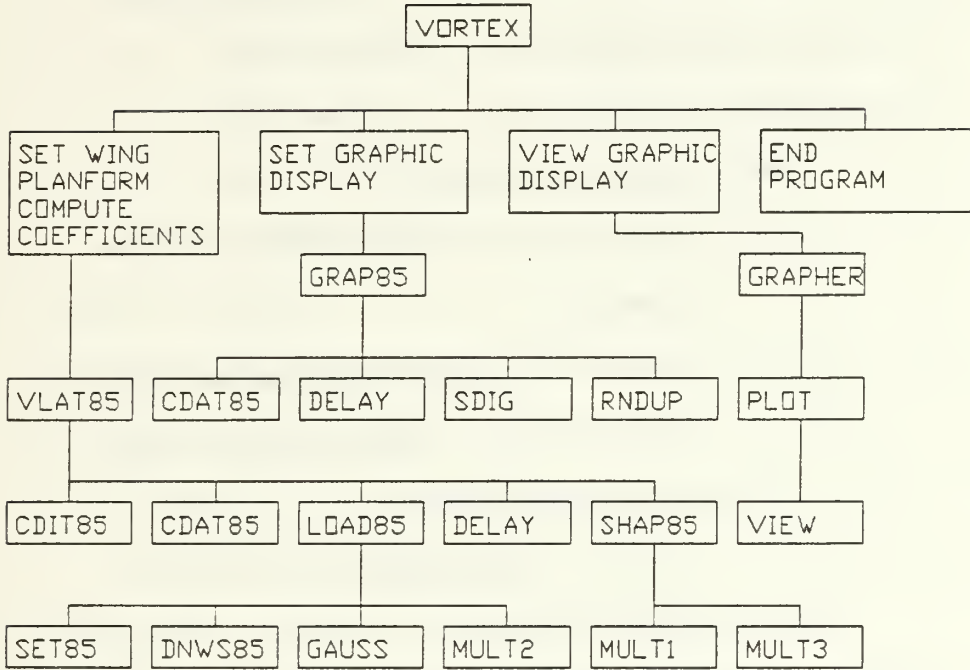 VORTEX
SET WING
PLANFORM
COMPUTE
COEFFICIENTS
SET GRAPHIC
DISPLAY
VIEW GRAPHIC
DISPLAY
END
PROGRAM
GRAP85
GRAPHER
VLAT85
CDAT85
DELAY
SDIG
RNDUP
PLOT
CDIT85
CDAT85
LOAD85
DELAY
SHAP85
VIEW
SET85
DNWS85
GAUSS
MULT2
MULT1
MULT3